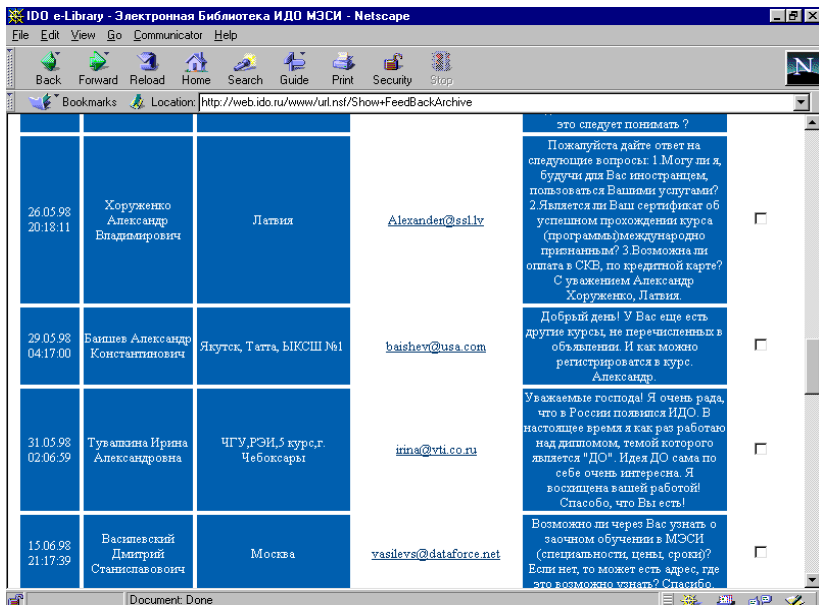 IDO e-Library - Электронная Библиотека ИДО МЭСИ - Netscape
File Edit View Go Communicator Help
Back Forward Reload Home Search Guide Print Security Stop
N
Bookmarks Location: http://web.ido.ru/www/url.nsf/Show+FeedBackArchive
это следует понимать ?
26.05.98
20:18:11
Хоруженко
Александр
Владимирович
Латвия
Alexander@ssl.lv
Пожалуйста дайте ответ на
следующие вопросы: 1.Могу ли я,
будучи для Вас иностранцем,
пользоваться Вашими услугами?
2.Является ли Ваш сертификат об
успешном прохождении курса
(программы)международно
признанным? 3.Возможна ли
оплата в СКВ, по кредитной карте?
С уважением Александр
Хоруженко, Латвия.
29.05.98
04:17:00
Баишев Александр
Константинович
Якутск, Татта, ЫКСШ №1
baishev@usa.com
Добрый день! У Вас еще есть
другие курсы, не перечисленных в
объявлении. И как можно
регистрироватся в курс.
Александр.
31.05.98
02:06:59
Тувалкина Ирина
Александровна
ЧГУ,РЭИ,5 курс,г.
Чебоксары
irina@vti.co.ru
Уважаемые господа! Я очень рада,
что в России появился ИДО. В
настоящее время я как раз работаю
над дипломом, темой которого
является "ДО". Идея ДО сама по
себе очень интересна. Я
восхищена вашей работой!
Спасобо, что Вы есть!
15.06.98
21:17:39
Василевский
Дмитрий
Станиславовоич
Москва
vasilevs@dataforce.net
Возможно ли через Вас узнать о
заочном обучении в МЭСИ
(специальности, цены, сроки)?
Если нет, то может есть адрес, где
это возможно узнать? Спасибо.
Document: Done